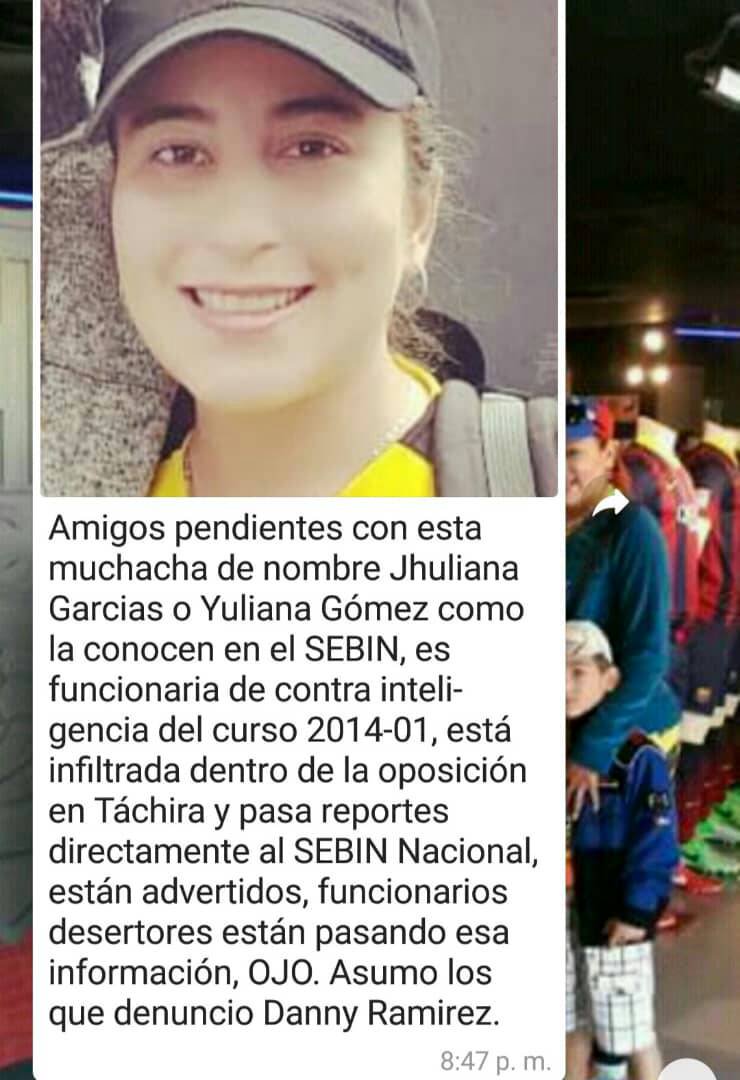 Amigos pendientes con esta
muchacha de nombre Jhuliana
Garcias o Yuliana Gómez como
la conocen en el SEBIN, es
funcionaria de contra inteli-
gencia del curso 2014-01, está
infiltrada dentro de la oposición
en Táchira y pasa reportes
directamente al SEBIN Nacional,
están advertidos, funcionarios
desertores están pasando esa
información, OJO. Asumo los
que denuncio Danny Ramirez.
8:47 p. m.